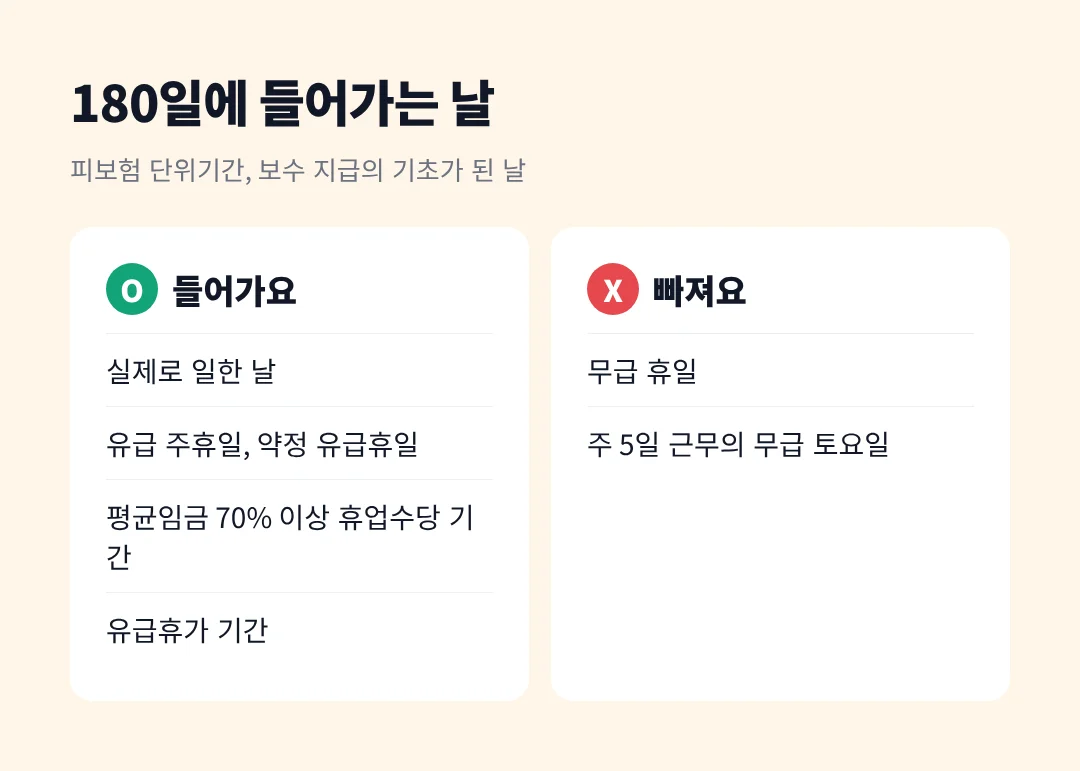 180일에 들어가는 날
피보험 단위기간, 보수 지급의 기초가 된 날
O 들어가요
실제로 일한 날
유급 주휴일, 약정 유급휴일
평균임금 70% 이상 휴업수당 기
간
유급휴가 기간
X 빠져요
무급 휴일
주 5일 근무의 무급 토요일